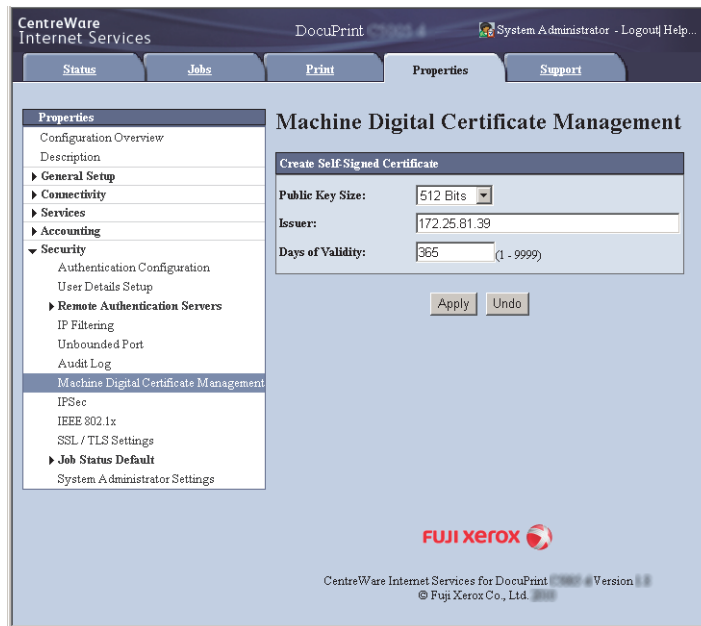 CentreWare
Internet Services
DocuPrint
System Administrator - Logout| Help...
Status
Jobs
Print
Properties
Support
Properties
Configuration Overview
Description
General Setup
Connectivity
Services
Accounting
Security
Authentication Configuration
User Details Setup
Remote Authentication Servers
IP Filtering
Unbounded Port
Audit Log
Machine Digital Certificate Management
IPSec
IEEE 802.1x
SSL / TLS Settings
Job Status Default
System Administrator Settings
Machine Digital Certificate Management
Create Self-Signed Certificate
Public Key Size: 512 Bits
Issuer: 172.25.81.39
Days of Validity: 365 (1 - 9999)
Apply Undo
FUJI XEROX
CentreWare Internet Services for DocuPrint Version
© Fuji Xerox Co., Ltd.